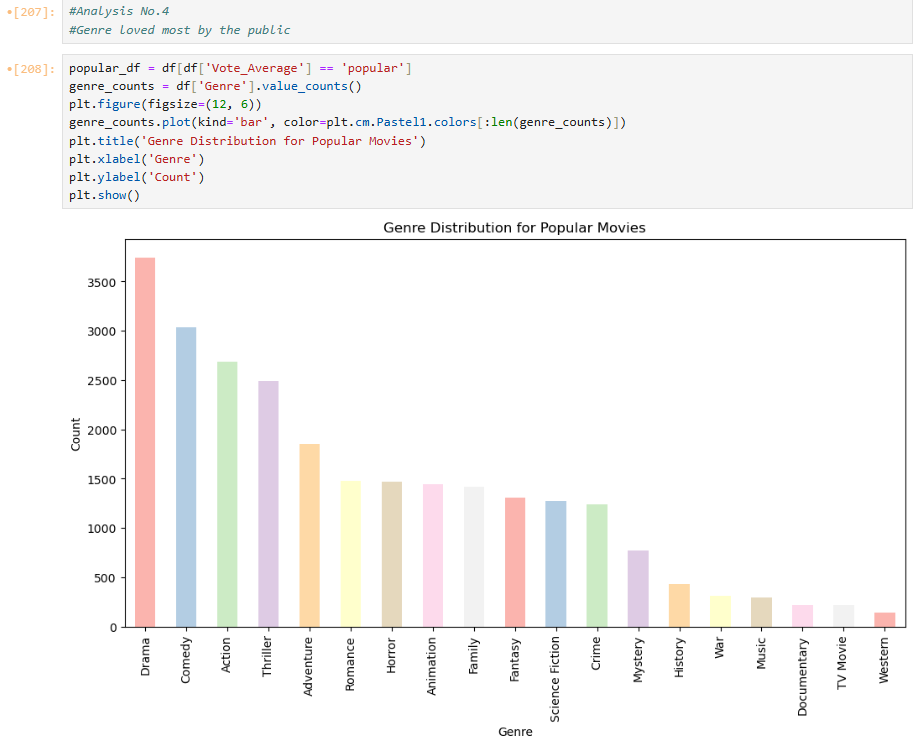 •[207]: #Analysis No.4
#Genre loved most by the public
•[208]: popular_df = df[df['Vote_Average'] == 'popular']
genre_counts = df['Genre'].value_counts()
plt.figure(figsize=(12, 6))
genre_counts.plot(kind='bar', color=plt.cm.Pastel1.colors[:len(genre_counts)])
plt.title('Genre Distribution for Popular Movies')
plt.xlabel('Genre')
plt.ylabel('Count')
plt.show()
Genre Distribution for Popular Movies
Count
3500
3000
2500
2000
1500
1000
500
0
Drama
Comedy
Action
Thriller
Adventure
Romance
Horror
Animation
Family
Fantasy
Science Fiction
Crime
Mystery
History
War
Music
Documentary
TV Movie
Western
Genre